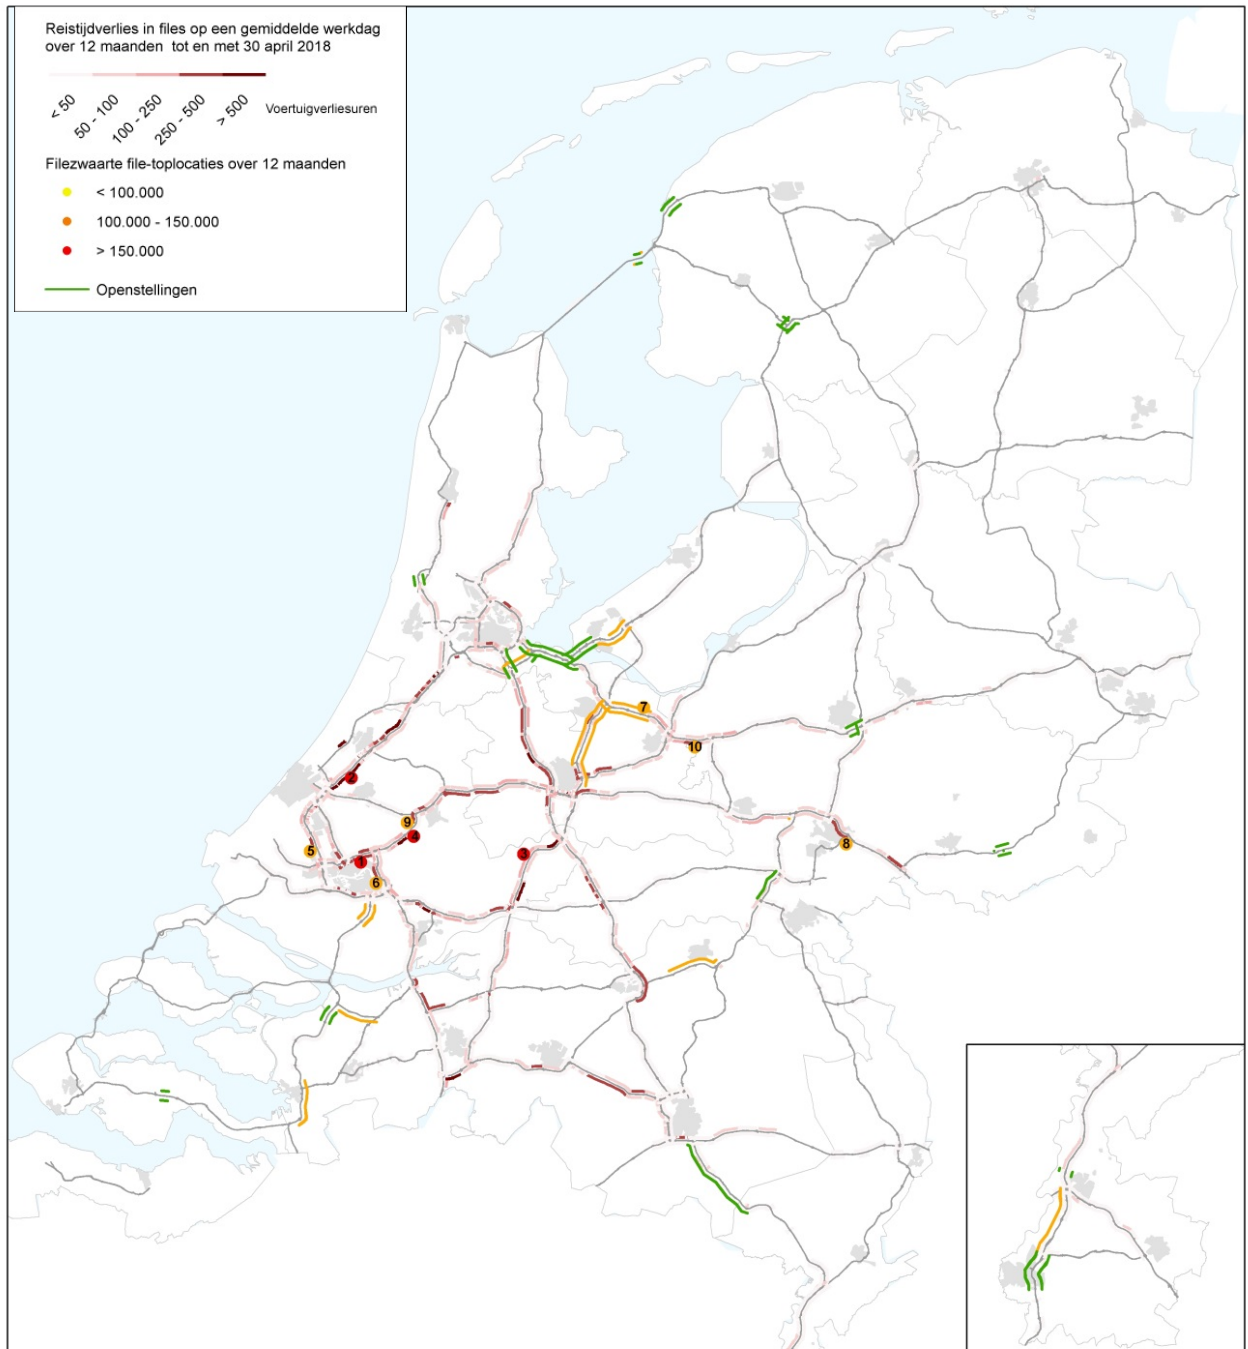 Reistijdverlies in files op een gemiddelde werkdag
over 12 maanden tot en met 30 april 2018
< 50
50 - 100
100 - 250
250 - 500
> 500
Voertuigverliesuren
Filezwaarte file-toplocaties over 12 maanden
< 100.000
100.000 - 150.000
> 150.000
Openstellingen
7
10
2
9
4
8
3
5
1
6